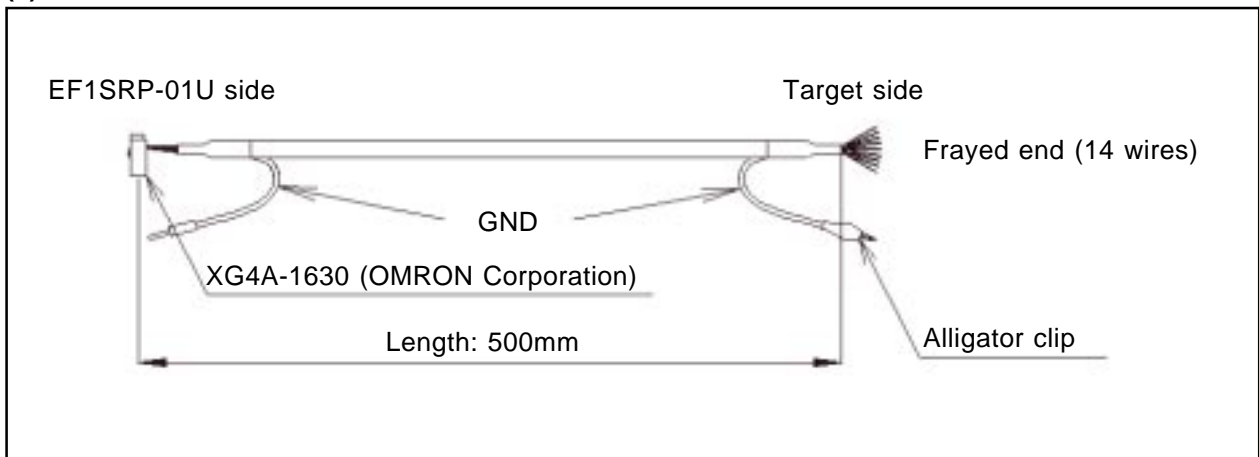 EF1SRP-01U side
Target side
Frayed end (14 wires)
GND
XG4A-1630 (OMRON Corporation)
Length: 500mm
Alligator clip